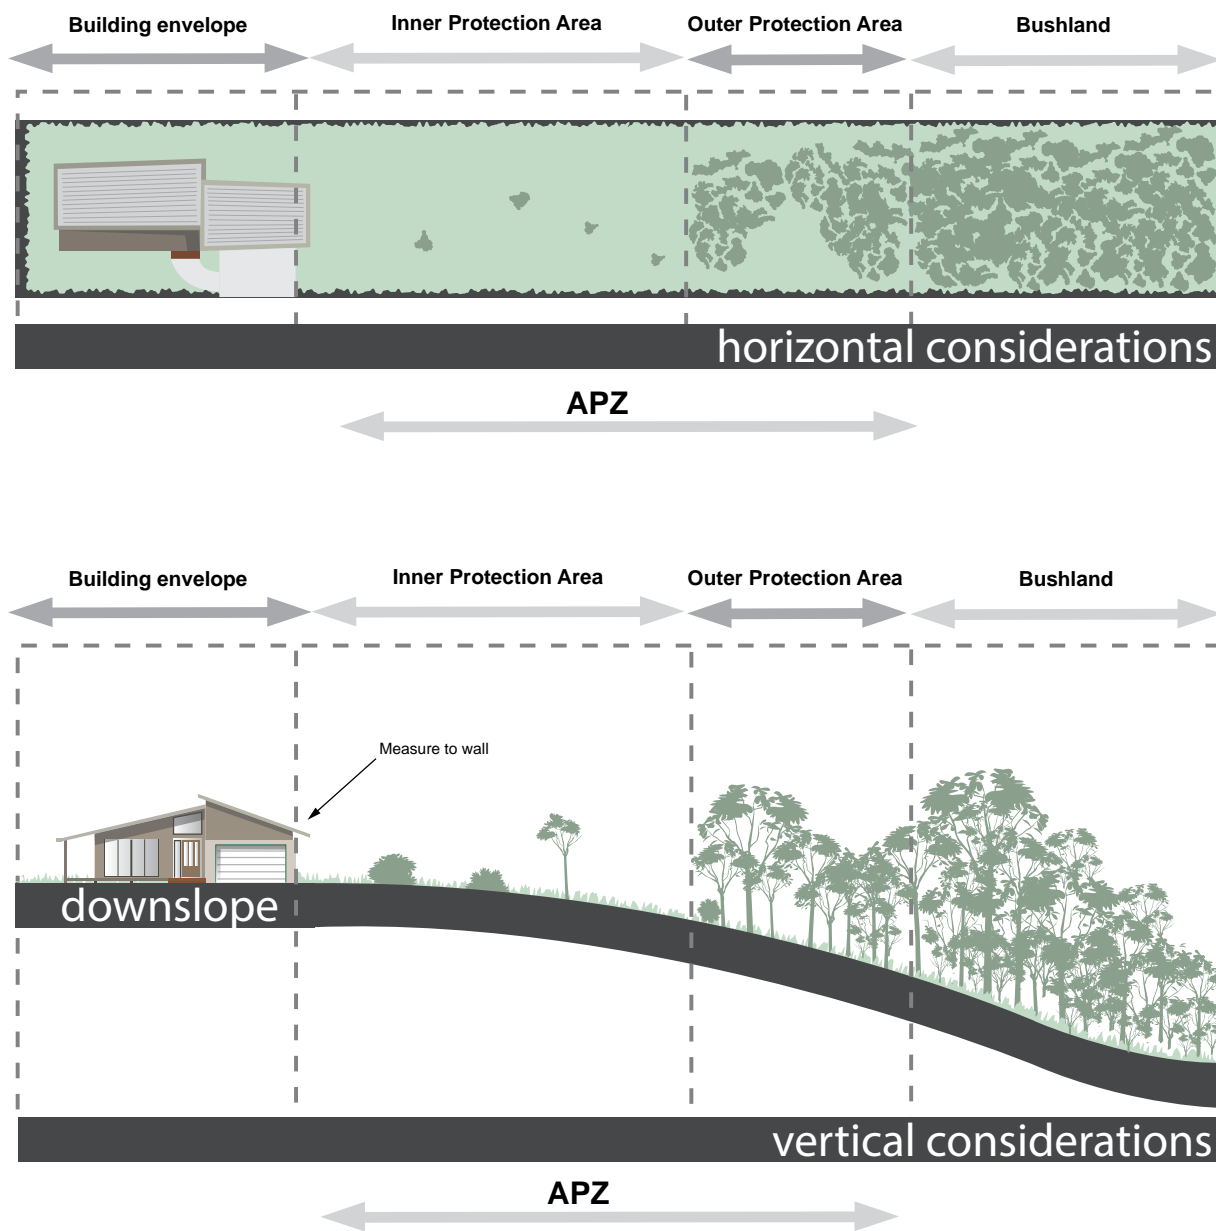 Building envelope
Inner Protection Area
Outer Protection Area
Bushland
horizontal considerations
APZ
Building envelope
Inner Protection Area
Outer Protection Area
Bushland
Measure to wall
downslope
vertical considerations
APZ